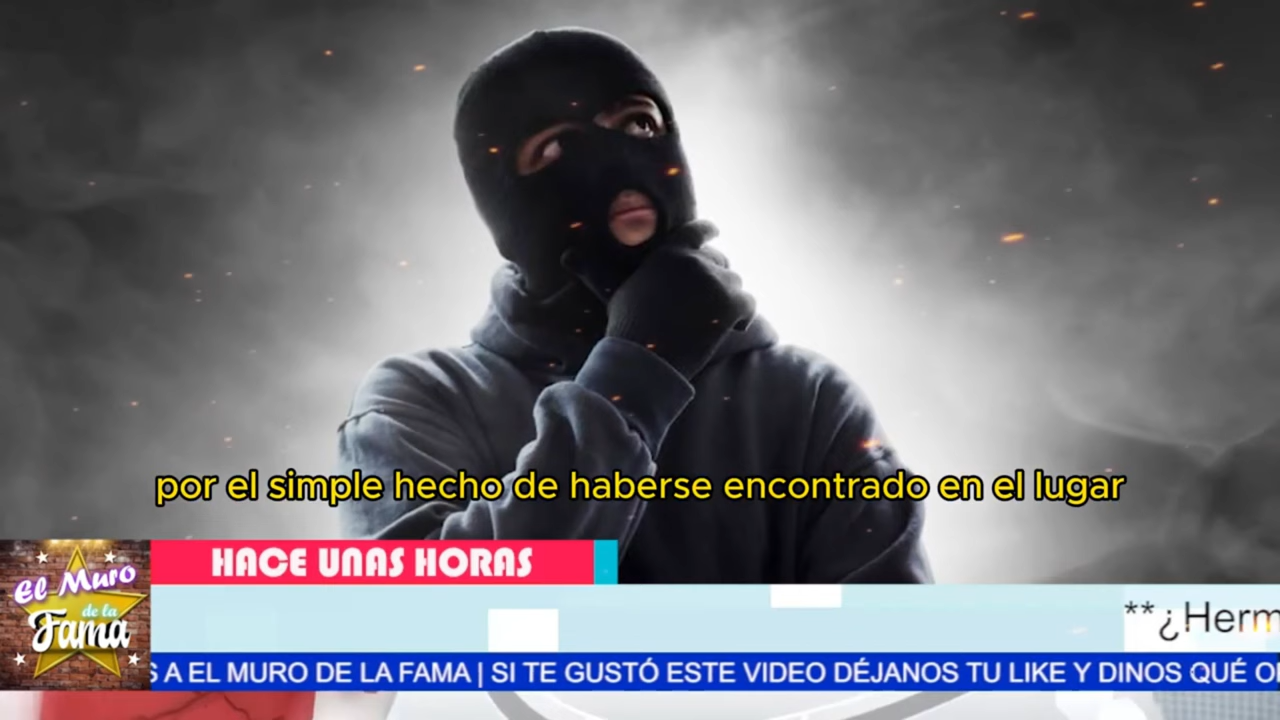 por el simple hecho de haberse encontrado en el lugar
HACE UNAS HORAS
El Muro
de la
Fama
**¿Herm
S A EL MURO DE LA FAMA | SI TE GUSTÓ ESTE VIDEO DÉJANOS TU LIKE Y DINOS QUÉ